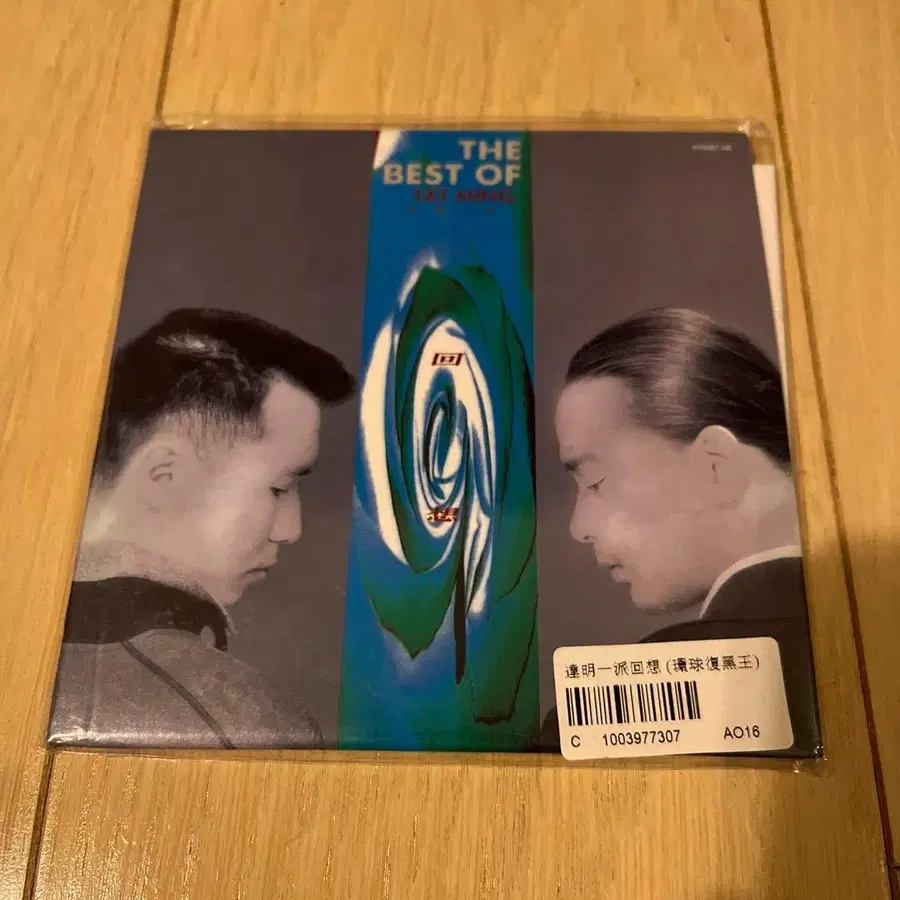 THE
BEST OF
TAT MING
回
想
達明一派回想 (環球復黑王)
C 1003977307 AO16